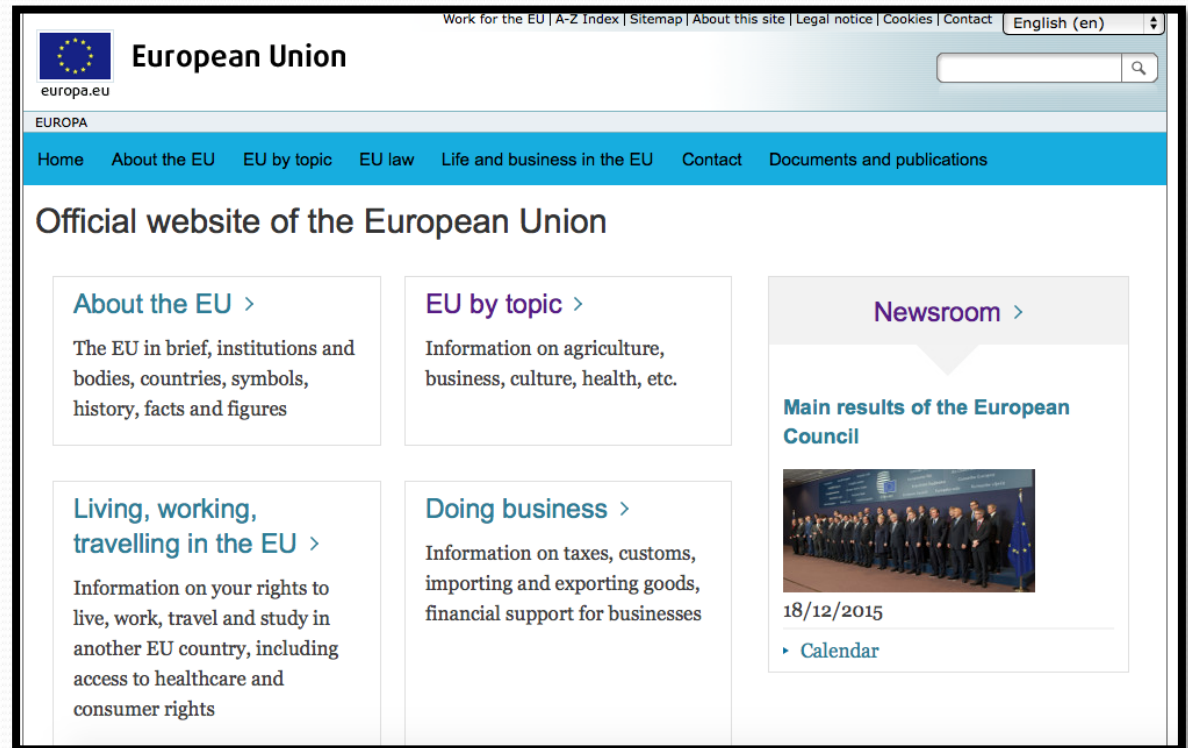 Work for the EU | A-Z Index | Sitemap | About this site | Legal notice | Cookies | Contact
English (en)
European Union
europa.eu
EUROPA
Home About the EU EU by topic EU law Life and business in the EU Contact Documents and publications
Official website of the European Union
About the EU >
The EU in brief, institutions and
bodies, countries, symbols,
history, facts and figures
EU by topic >
Information on agriculture,
business, culture, health, etc.
Living, working,
travelling in the EU >
Information on your rights to
live, work, travel and study in
another EU country, including
access to healthcare and
consumer rights
Doing business >
Information on taxes, customs,
importing and exporting goods,
financial support for businesses
Newsroom >
Main results of the European
Council
18/12/2015
Calendar